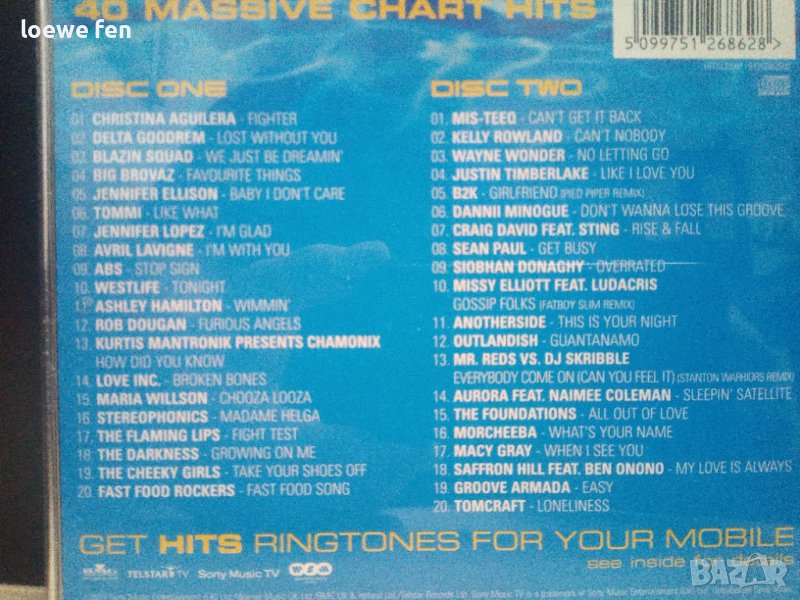 40 MASSIVE CHART HITS
loewe fen
5 099751 268628 >
DISC ONE
01. CHRISTINA AGUILERA - FIGHTER
02. DELTA GOODREM - LOST WITHOUT YOU
03. BLAZIN SQUAD - WE JUST BE DREAMIN'
04. BIG BROVAZ - FAVOURITE THINGS
05. JENNIFER ELLISON - BABY I DON'T CARE
06. TOMMI - LIKE WHAT
07. JENNIFER LOPEZ - I'M GLAD
08. AVRIL LAVIGNE - I'M WITH YOU
09. ABS - STOP SIGN
10. WESTLIFE - TONIGHT
11. ASHLEY HAMILTON - WIMMIN'
12. ROB DOUGAN - FURIOUS ANGELS
13. KURTIS MANTRONIK PRESENTS CHAMONIX
HOW DID YOU KNOW
14. LOVE INC. - BROKEN BONES
15. MARIA WILLSON - CHOOZA LOOZA
16. STEREOPHONICS - MADAME HELGA
17. THE FLAMING LIPS - FIGHT TEST
18. THE DARKNESS - GROWING ON ME
19. THE CHEEKY GIRLS - TAKE YOUR SHOES OFF
20. FAST FOOD ROCKERS - FAST FOOD SONG
DISC TWO
01. MIS-TEEQ - CAN'T GET IT BACK
02. KELLY ROWLAND - CAN'T NOBODY
03. WAYNE WONDER - NO LETTING GO
04. JUSTIN TIMBERLAKE - LIKE I LOVE YOU
05. B2K - GIRLFRIEND (PIED PIPER REMIX)
06. DANNII MINOGUE - DON'T WANNA LOSE THIS GROOVE
07. CRAIG DAVID FEAT. STING - RISE & FALL
08. SEAN PAUL - GET BUSY
09. SIOBHAN DONAGHY - OVERRATED
10. MISSY ELLIOTT FEAT. LUDACRIS
GOSSIP FOLKS (FATBOY SLIM REMIX)
11. ANOTHERSIDE - THIS IS YOUR NIGHT
12. OUTLANDISH - GUANTANAMO
13. MR. REDS VS. DJ SKRIBBLE
EVERYBODY COME ON (CAN YOU FEEL IT) (STANTON WARRIORS REMIX)
14. AURORA FEAT. NAIMEE COLEMAN - SLEEPIN' SATELLITE
15. THE FOUNDATIONS - ALL OUT OF LOVE
16. MORCHEEBA - WHAT'S YOUR NAME
17. MACY GRAY - WHEN I SEE YOU
18. SAFFRON HILL FEAT. BEN ONONO - MY LOVE IS ALWAYS
19. GROOVE ARMADA - EASY
20. TOMCRAFT - LONELINESS
GET HITS RINGTONES FOR YOUR MOBILE
see inside for details
BMG TELSTAR TV Sony Music TV WSM
BAZAR